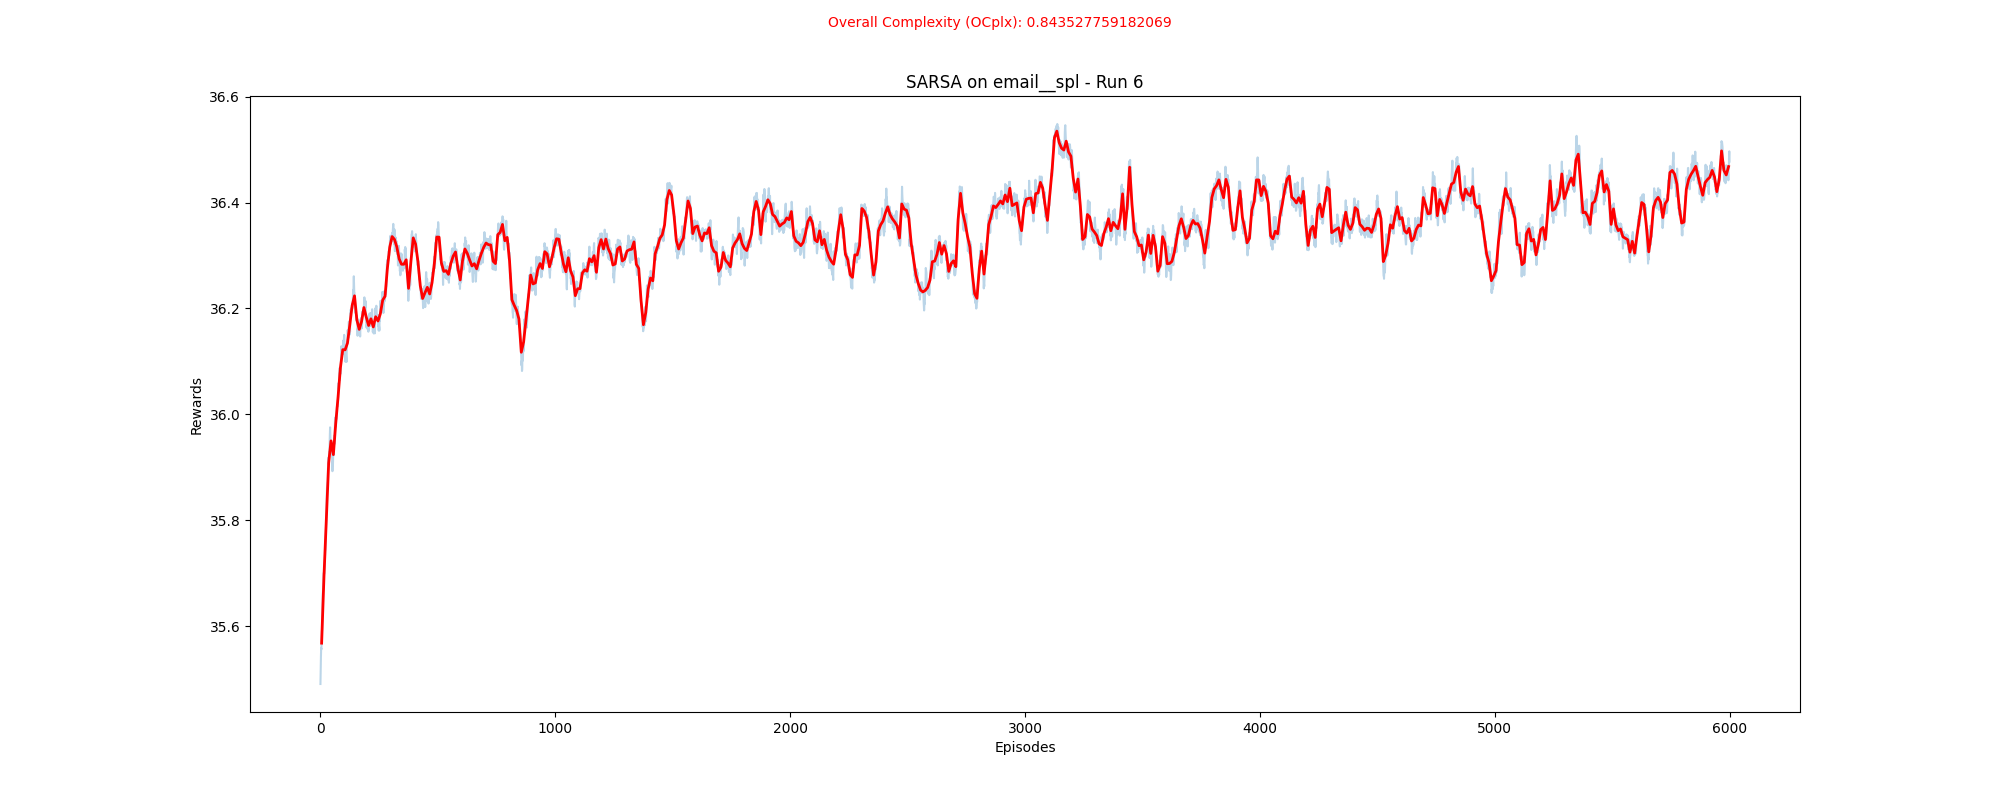 Overall Complexity (OCplx): 0.843527759182069
SARSA on email__spl - Run 6
36.6
36.4
36.2
36.0
35.8
35.6
Rewards
0 1000 2000 3000 4000 5000 6000
Episodes